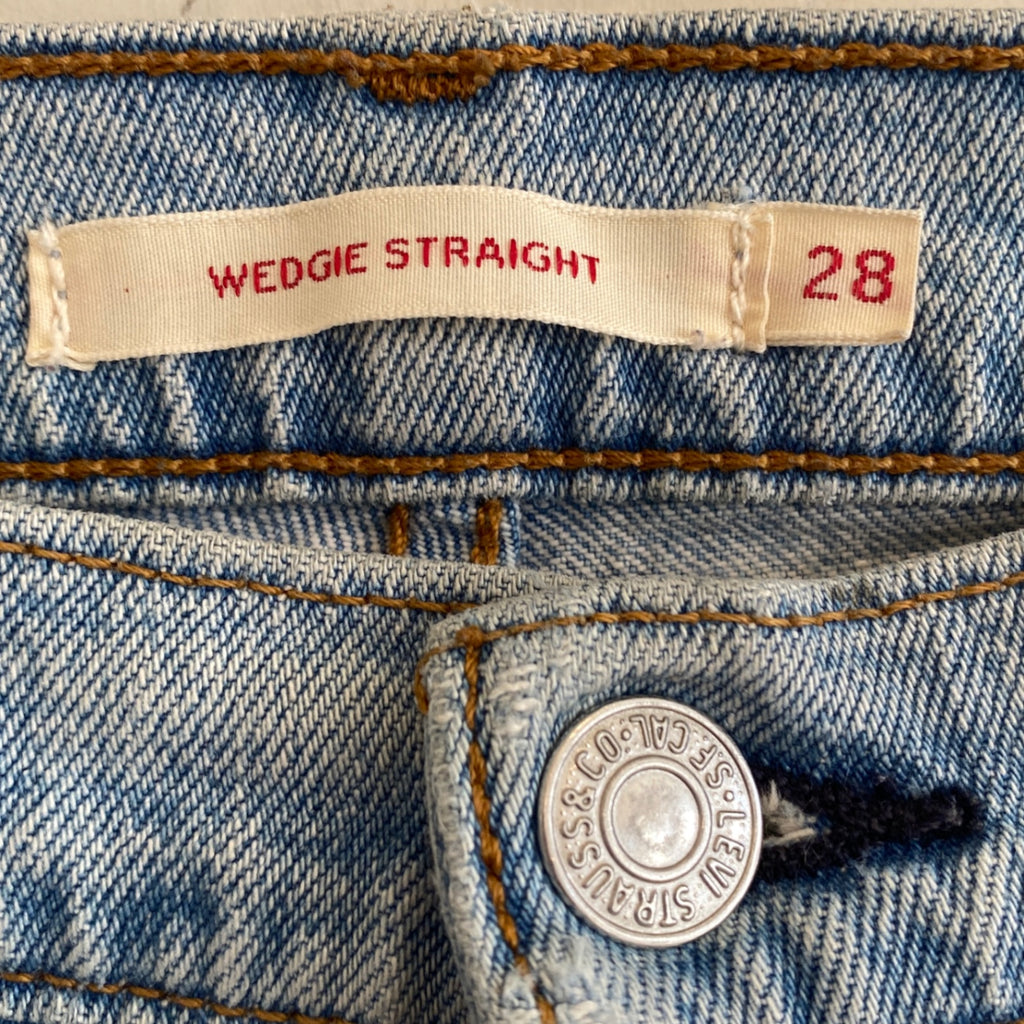 WEDGIE STRAIGHT
28
LEVI STRAUSS & CO· S.F. CAL·